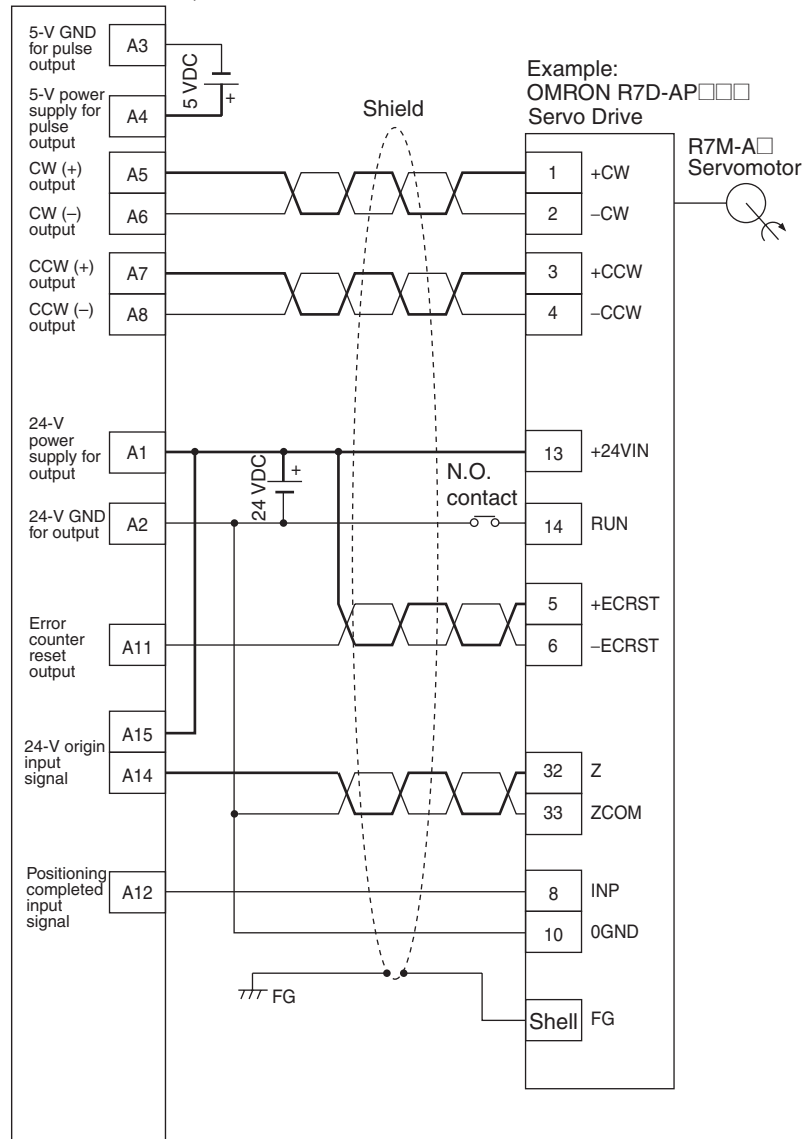 5-V GND
for pulse
output
A3
5 VDC
+
5-V power
supply for
pulse
output
A4
Shield
Example:
OMRON R7D-AP□□□
Servo Drive
R7M-A□
Servomotor
CW (+)
output
A5
1
+CW
CW (–)
output
A6
2
–CW
CCW (+)
output
A7
3
+CCW
CCW (–)
output
A8
4
–CCW
24-V
power
supply for
output
A1
24 VDC
+
13
+24VIN
N.O.
contact
24-V GND
for output
A2
14
RUN
5
+ECRST
Error
counter
reset
output
A11
6
–ECRST
A15
24-V origin
input
signal
A14
32
Z
33
ZCOM
Positioning
completed
input
signal
A12
8
INP
10
0GND
FG
Shell
FG